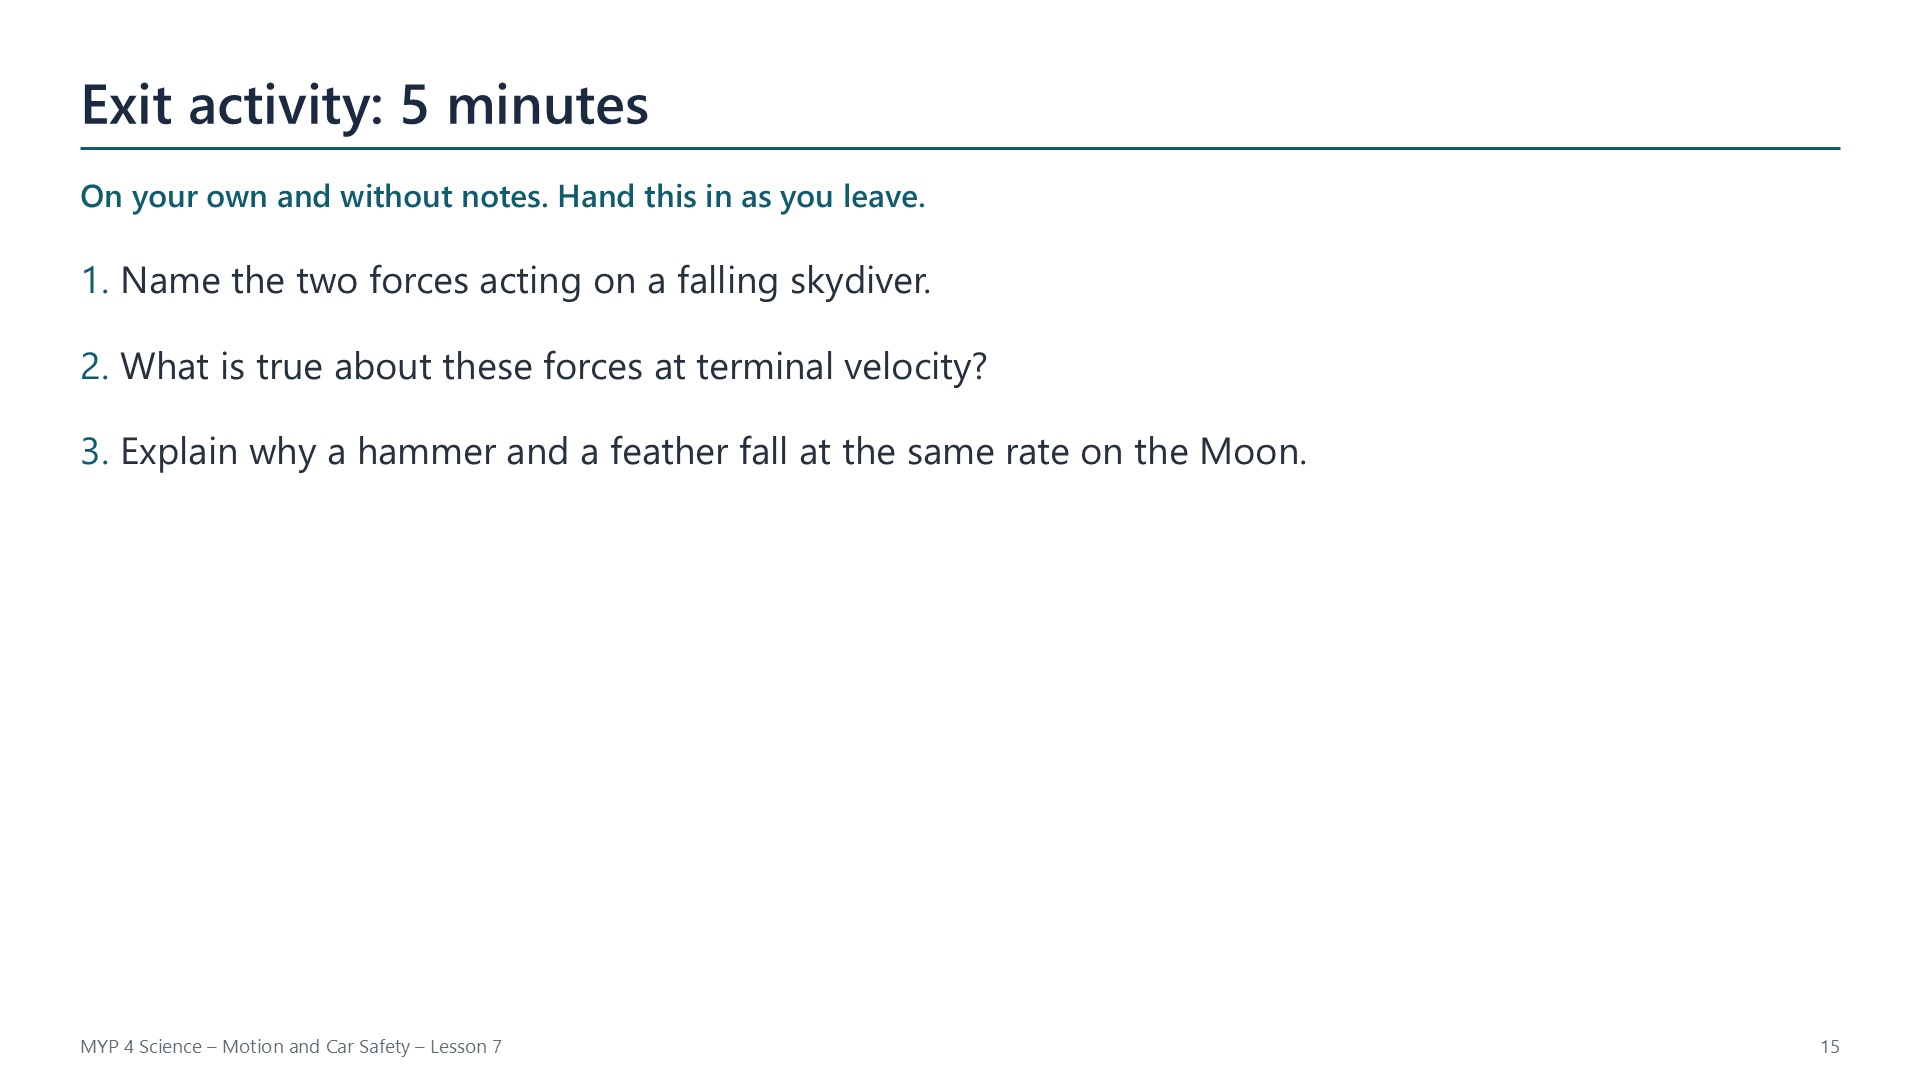 Exit activity: 5 minutes
On your own and without notes. Hand this in as you leave.
1. Name the two forces acting on a falling skydiver.
2. What is true about these forces at terminal velocity?
3. Explain why a hammer and a feather fall at the same rate on the Moon.
MYP 4 Science – Motion and Car Safety – Lesson 7
15